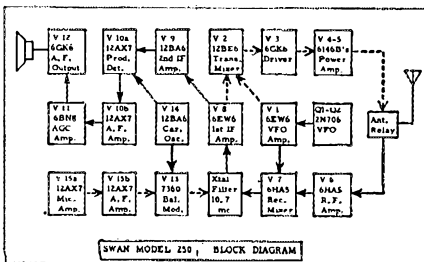 V 12
6GK6
A. F.
Output
V 10a
12AX7
Prod.
Det.
V 9
12BA6
2nd IF
Amp.
V 2
12BE6
Trans.
Mixer
V 3
6GK6
Driver
V 4-5
6146B's
Power
Amp.
V 11
6BN8
AGC
Amp.
V 10b
12AX7
A. F.
Amp.
V 14
12BA6
Car.
Osc.
V 8
6EW6
1st IF
Amp.
V 1
6EW6
VFO
Amp.
Q1-Q2
2N706
VFO
Ant.
Relay
V 15a
12AX7
Mic.
Amp.
V 15b
12AX7
A. F.
Amp.
V 13
7360
Bal.
Mod.
Xtal
Filter
10.7
mc
V 7
6HA5
Rec.
Mixer
V 6
6HA5
R. F.
Amp.
SWAN MODEL 250, BLOCK DIAGRAM